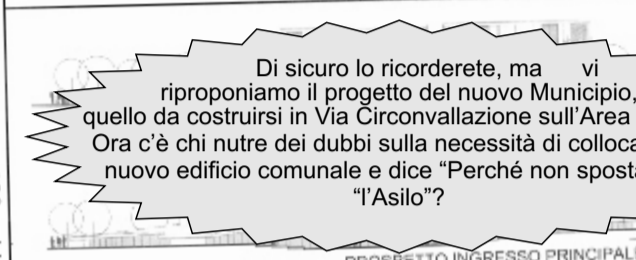 Di sicuro lo ricorderete, ma vi
riproponiamo il progetto del nuovo Municipio,
quello da costruirsi in Via Circonvallazione sull'Area
Ora c'è chi nutre dei dubbi sulla necessità di colloca
nuovo edificio comunale e dice “Perché non sposta
“l'Asilo”?
PROSPETTO INGRESSO PRINCIPAL